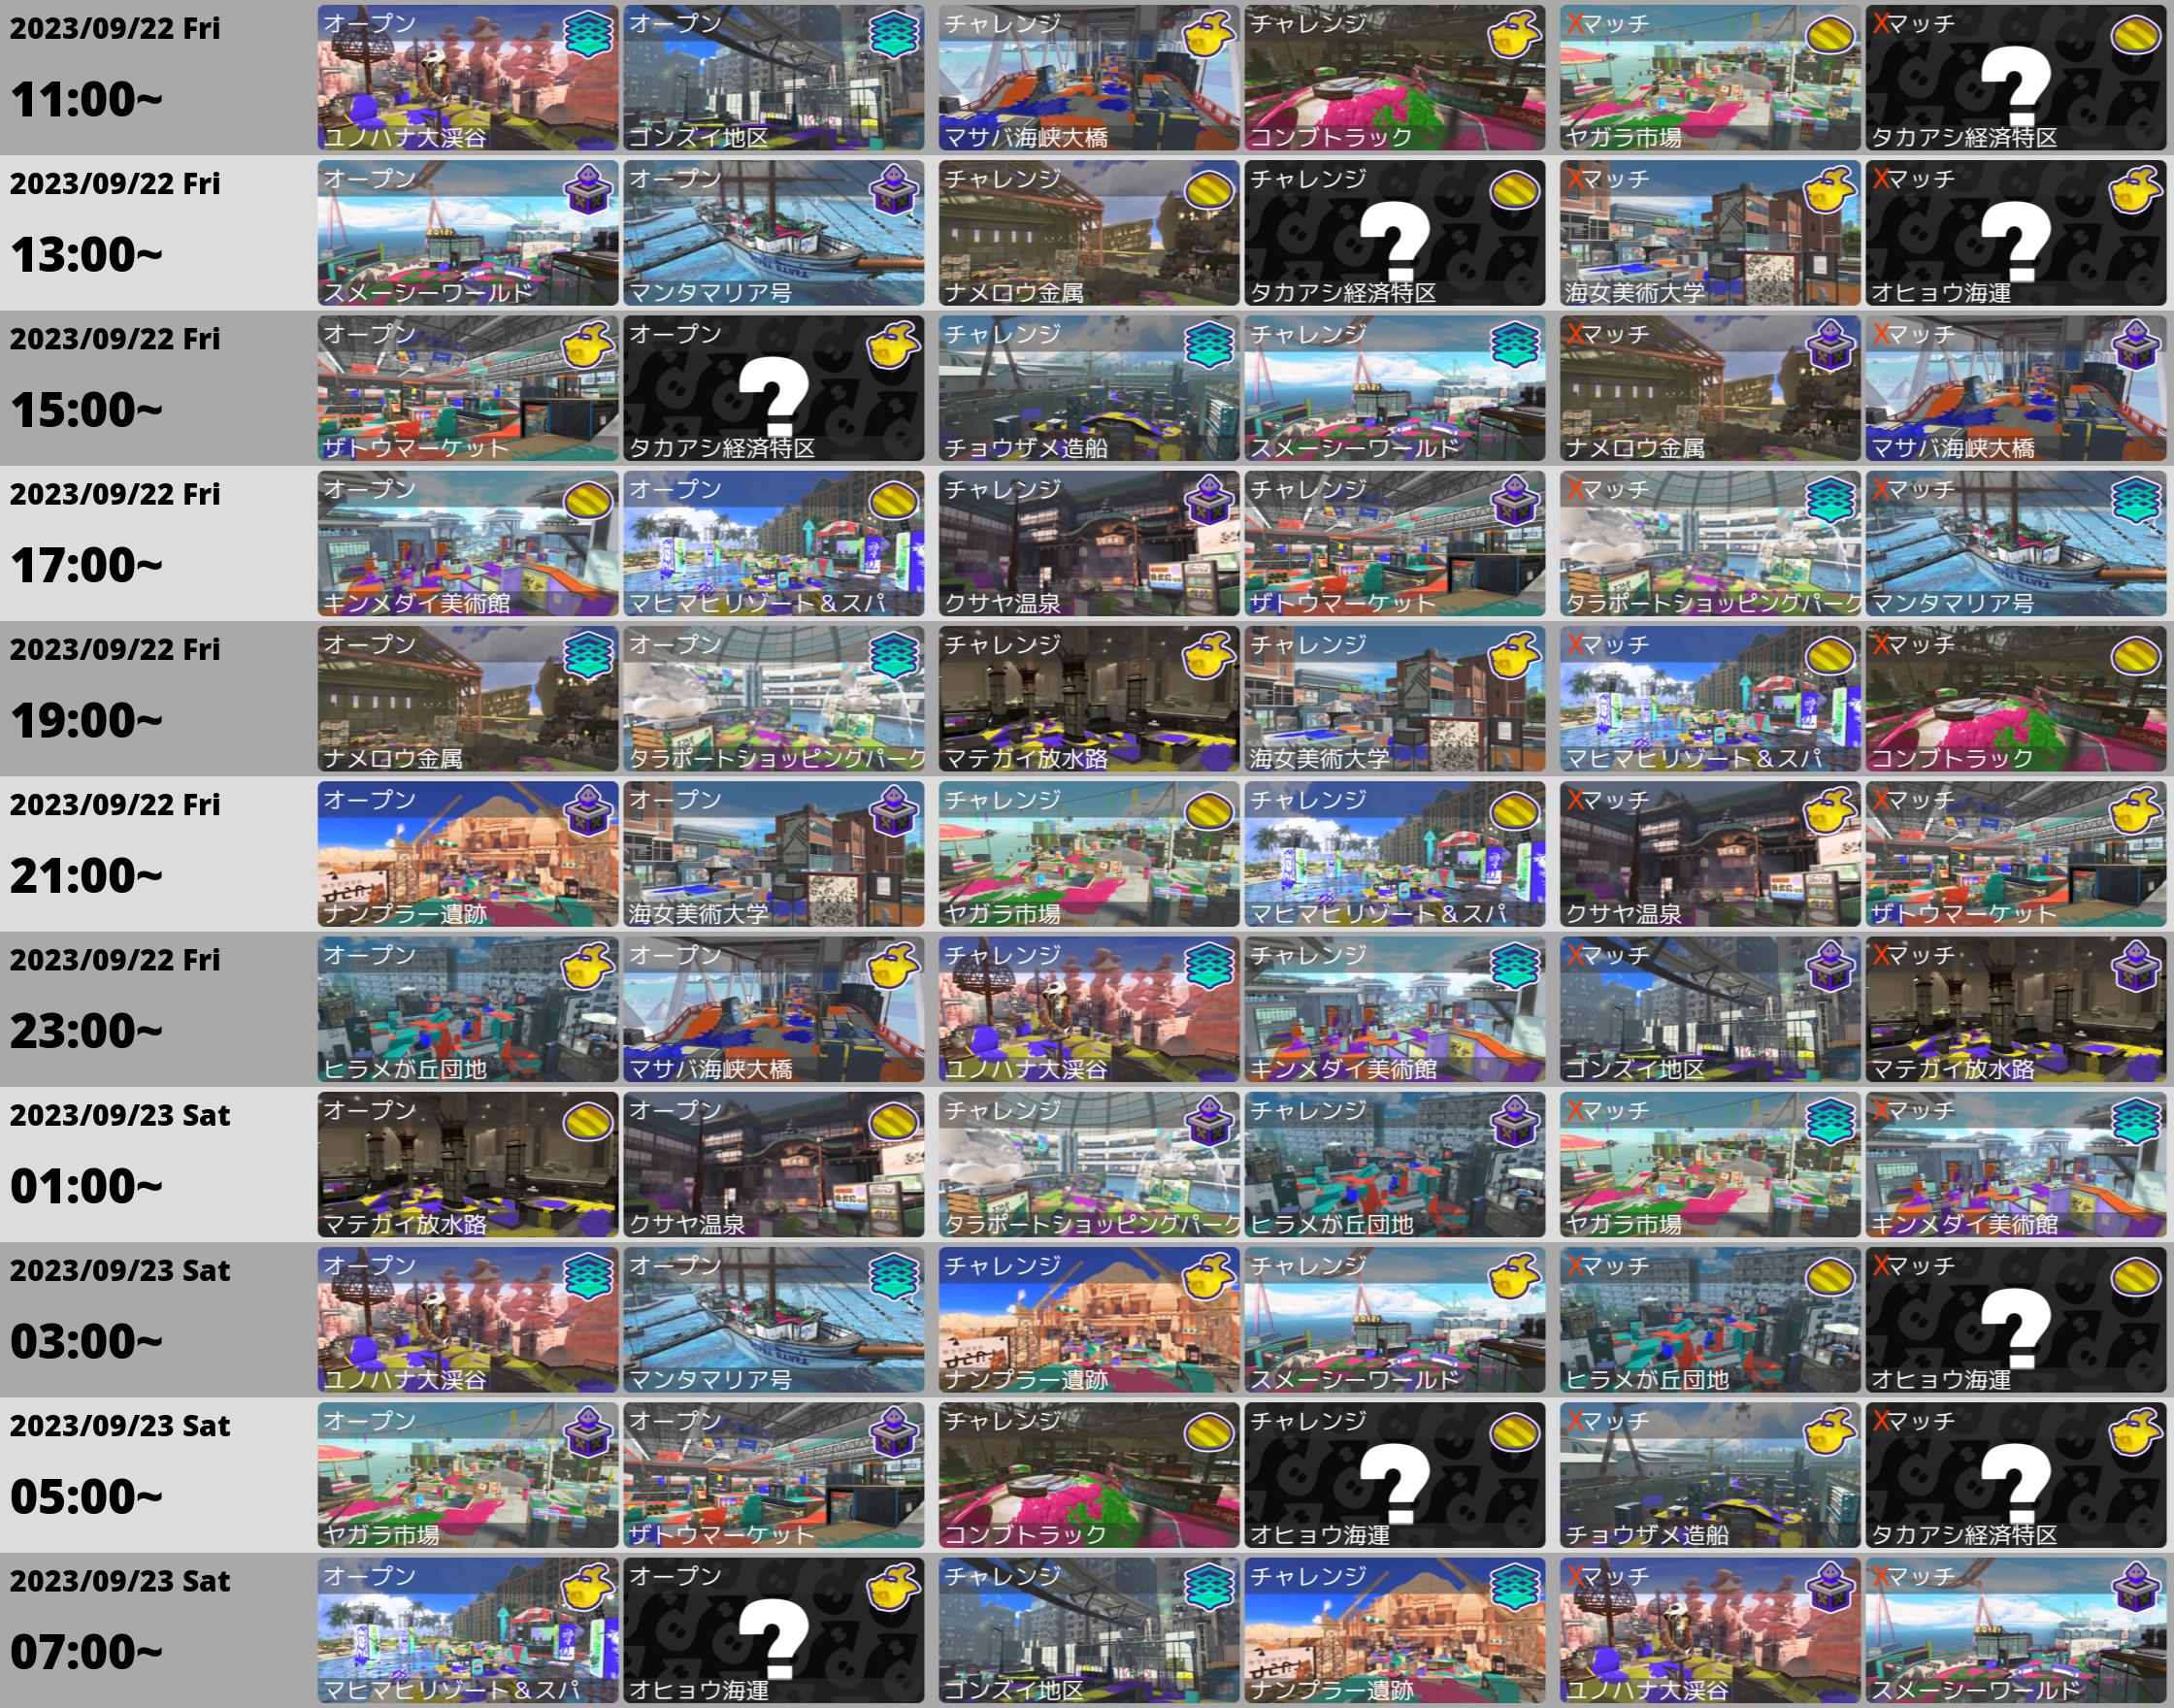 2023/09/22 Fri
11:00~
オープン
ユノハナ大渓谷
オープン
ゴンズイ地区
チャレンジ
マサバ海峡大橋
チャレンジ
コンブトラック
Xマッチ
ヤガラ市場
Xマッチ
タカアシ経済特区
2023/09/22 Fri
13:00~
オープン
スメーシーワールド
オープン
マンタマリア号
チャレンジ
ナメロウ金属
チャレンジ
タカアシ経済特区
Xマッチ
海女美術大学
Xマッチ
オヒョウ海運
2023/09/22 Fri
15:00~
オープン
ザトウマーケット
オープン
タカアシ経済特区
チャレンジ
チョウザメ造船
チャレンジ
スメーシーワールド
Xマッチ
ナメロウ金属
Xマッチ
マサバ海峡大橋
2023/09/22 Fri
17:00~
オープン
キンメダイ美術館
オープン
マヒマヒリゾート＆スパ
チャレンジ
クサヤ温泉
チャレンジ
ザトウマーケット
Xマッチ
タラポートショッピングパーク
Xマッチ
マンタマリア号
2023/09/22 Fri
19:00~
オープン
ナメロウ金属
オープン
タラポートショッピングパーク
チャレンジ
マテガイ放水路
チャレンジ
海女美術大学
Xマッチ
マヒマヒリゾート＆スパ
Xマッチ
コンブトラック
2023/09/22 Fri
21:00~
オープン
ナンプラー遺跡
オープン
海女美術大学
チャレンジ
ヤガラ市場
チャレンジ
マヒマヒリゾート＆スパ
Xマッチ
クサヤ温泉
Xマッチ
ザトウマーケット
2023/09/22 Fri
23:00~
オープン
ヒラメが丘団地
オープン
マサバ海峡大橋
チャレンジ
ユノハナ大渓谷
チャレンジ
キンメダイ美術館
Xマッチ
ゴンズイ地区
Xマッチ
マテガイ放水路
2023/09/23 Sat
01:00~
オープン
マテガイ放水路
オープン
クサヤ温泉
チャレンジ
タラポートショッピングパーク
チャレンジ
ヒラメが丘団地
Xマッチ
ヤガラ市場
Xマッチ
キンメダイ美術館
2023/09/23 Sat
03:00~
オープン
ユノハナ大渓谷
オープン
マンタマリア号
チャレンジ
ナンプラー遺跡
チャレンジ
スメーシーワールド
Xマッチ
ヒラメが丘団地
Xマッチ
オヒョウ海運
2023/09/23 Sat
05:00~
オープン
ヤガラ市場
オープン
ザトウマーケット
チャレンジ
コンブトラック
チャレンジ
オヒョウ海運
Xマッチ
チョウザメ造船
Xマッチ
タカアシ経済特区
2023/09/23 Sat
07:00~
オープン
マヒマヒリゾート＆スパ
オープン
オヒョウ海運
チャレンジ
ゴンズイ地区
チャレンジ
ナンプラー遺跡
Xマッチ
ユノハナ大渓谷
Xマッチ
スメーシーワールド